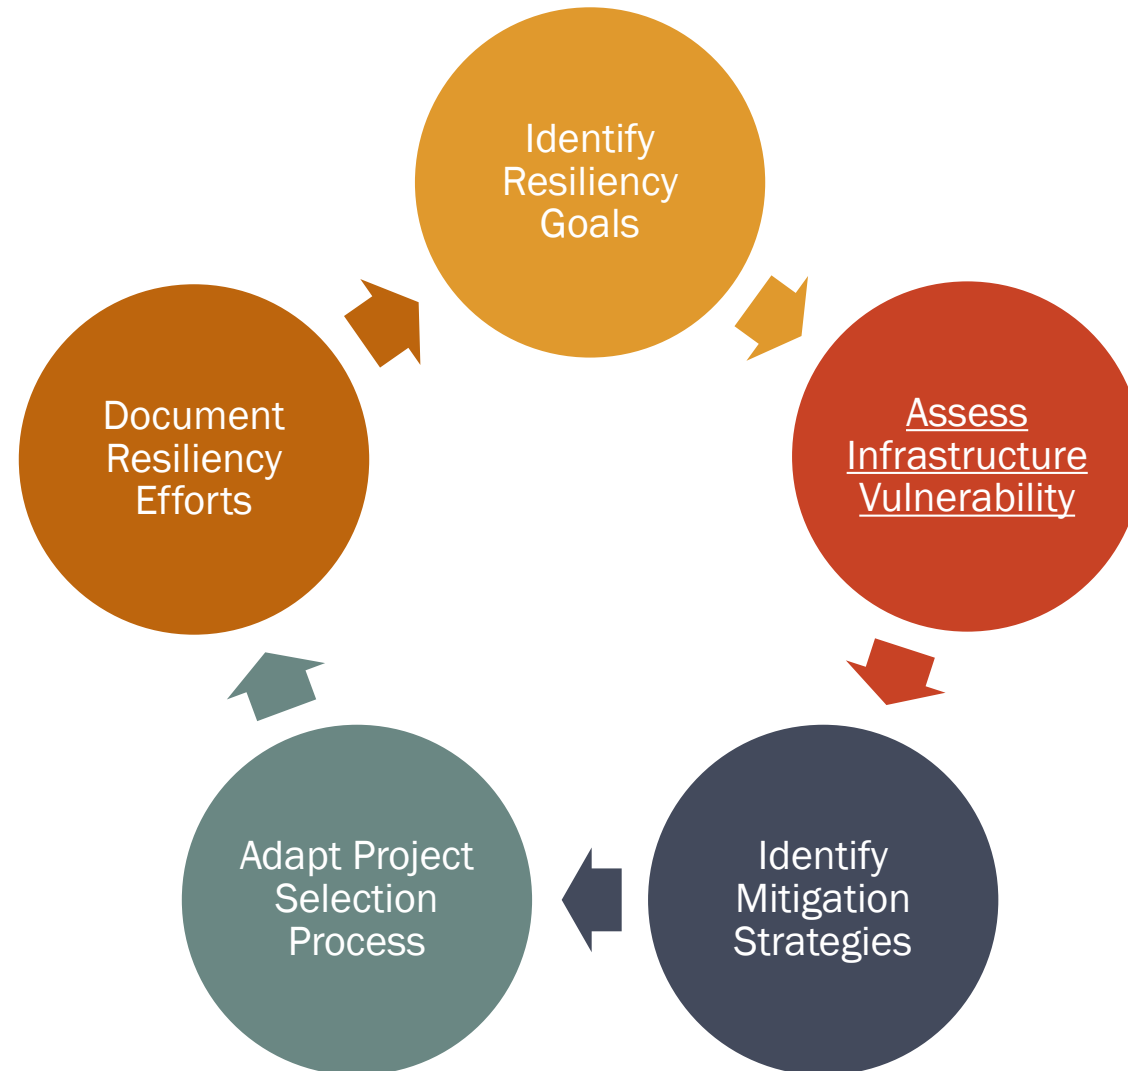 Identify
Resiliency
Goals
Assess
Infrastructure
Vulnerability
Identify
Mitigation
Strategies
Adapt Project
Selection
Process
Document
Resiliency
Efforts